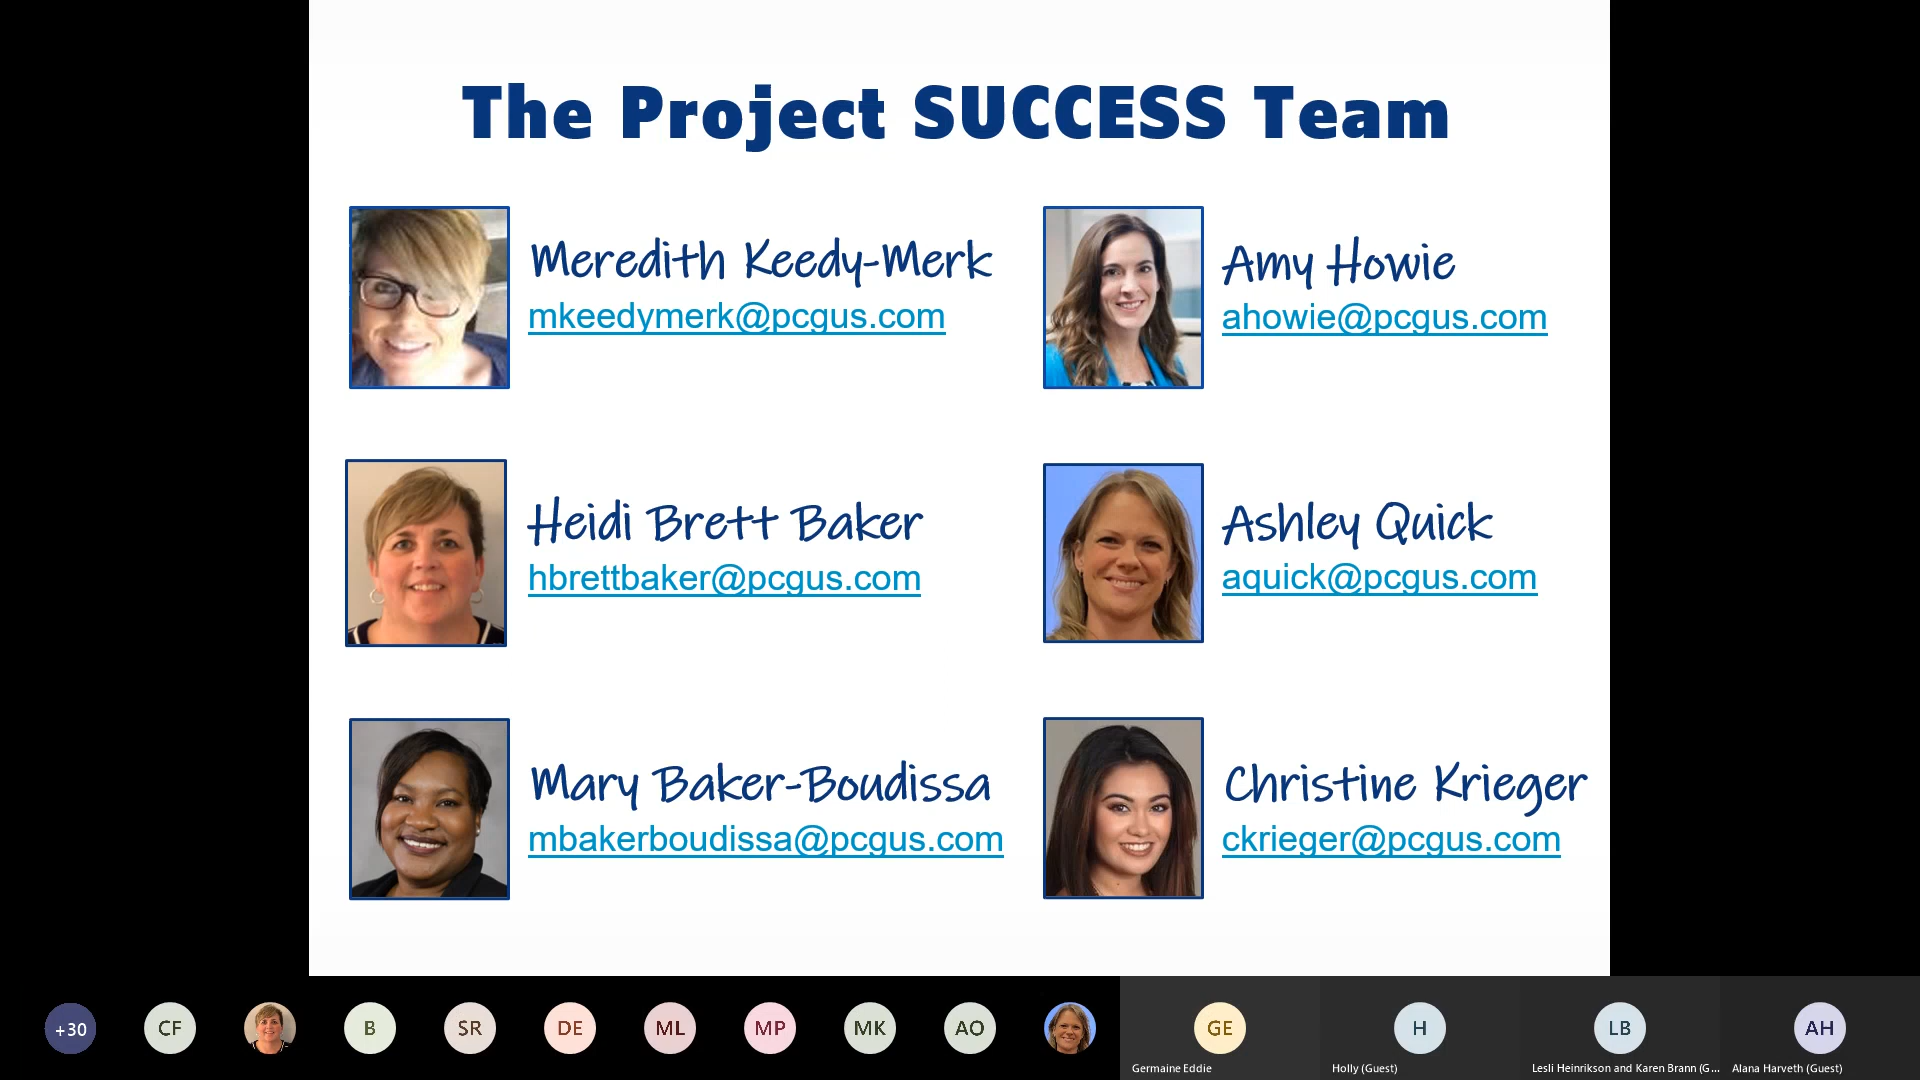 The Project SUCCESS Team
Meredith Keedy-Merk
mkeedymerk@pcgus.com
Amy Howie
ahowie@pcgus.com
Heidi Brett Baker
hbrettbaker@pcgus.com
Ashley Quick
aquick@pcgus.com
Mary Baker-Boudissa
mbakerboudissa@pcgus.com
Christine Krieger
ckrieger@pcgus.com
+30
CF
B
SR
DE
ML
MP
MK
AO
GE
H
LB
AH
Germaine Eddie
Holly (Guest)
Lesli Heinrikson and Karen Brann (G...
Alana Harveth (Guest)